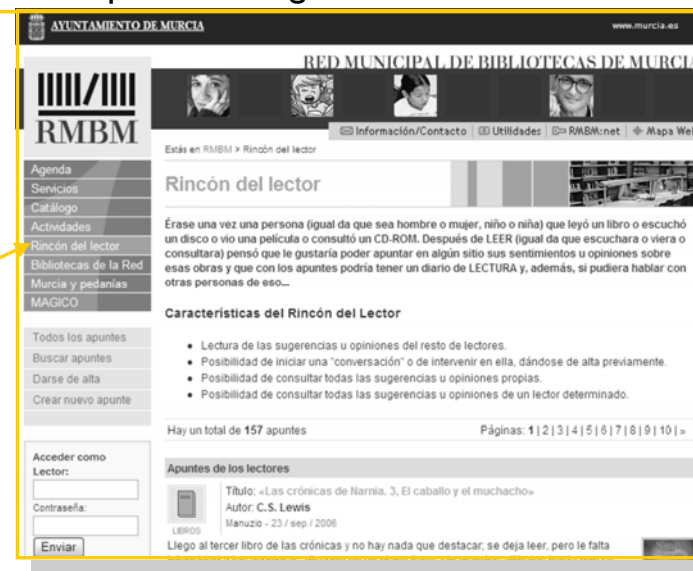 AYUNTAMIENTO DE MURCIA
www.murcia.es
RED MUNICIPAL DE BIBLIOTECAS DE MURCIA
RMBM
Información/Contacto | Utilidades | RMBM:net | Mapa Wel
Estás en RMBM > Rincón del lector
Agenda
Servicios
Catálogo
Actividades
Rincón del lector
Bibliotecas de la Red
Murcia y pedanías
MAGICO
Todos los apuntes
Buscar apuntes
Darse de alta
Crear nuevo apunte
Acceder como
Lector:
Contraseña:
Enviar
Rincón del lector
Érase una vez una persona (igual da que sea hombre o mujer, niño o niña) que leyó un libro o escuchó
un disco o vio una película o consultó un CD-ROM. Después de LEER (igual da que escuchara o viera o
consultara) pensó que le gustaría poder apuntar en algún sitio sus sentimientos u opiniones sobre
esas obras y que con los apuntes podría tener un diario de LECTURA y, además, si pudiera hablar con
otras personas de eso...
Características del Rincón del Lector
• Lectura de las sugerencias u opiniones del resto de lectores.
• Posibilidad de iniciar una "conversación" o de intervenir en ella, dándose de alta previamente.
• Posibilidad de consultar todas las sugerencias u opiniones propias.
• Posibilidad de consultar todas las sugerencias u opiniones de un lector determinado.
Hay un total de 157 apuntes
Páginas: 1 | 2 | 3 | 4 | 5 | 6 | 7 | 8 | 9 | 10 | »
Apuntes de los lectores
LIBROS
Título: «Las crónicas de Narnia. 3, El caballo y el muchacho»
Autor: C.S. Lewis
Manuzio - 23 / sep / 2006
Llego al tercer libro de las crónicas y no hay nada que destacar; se deja leer, pero le falta